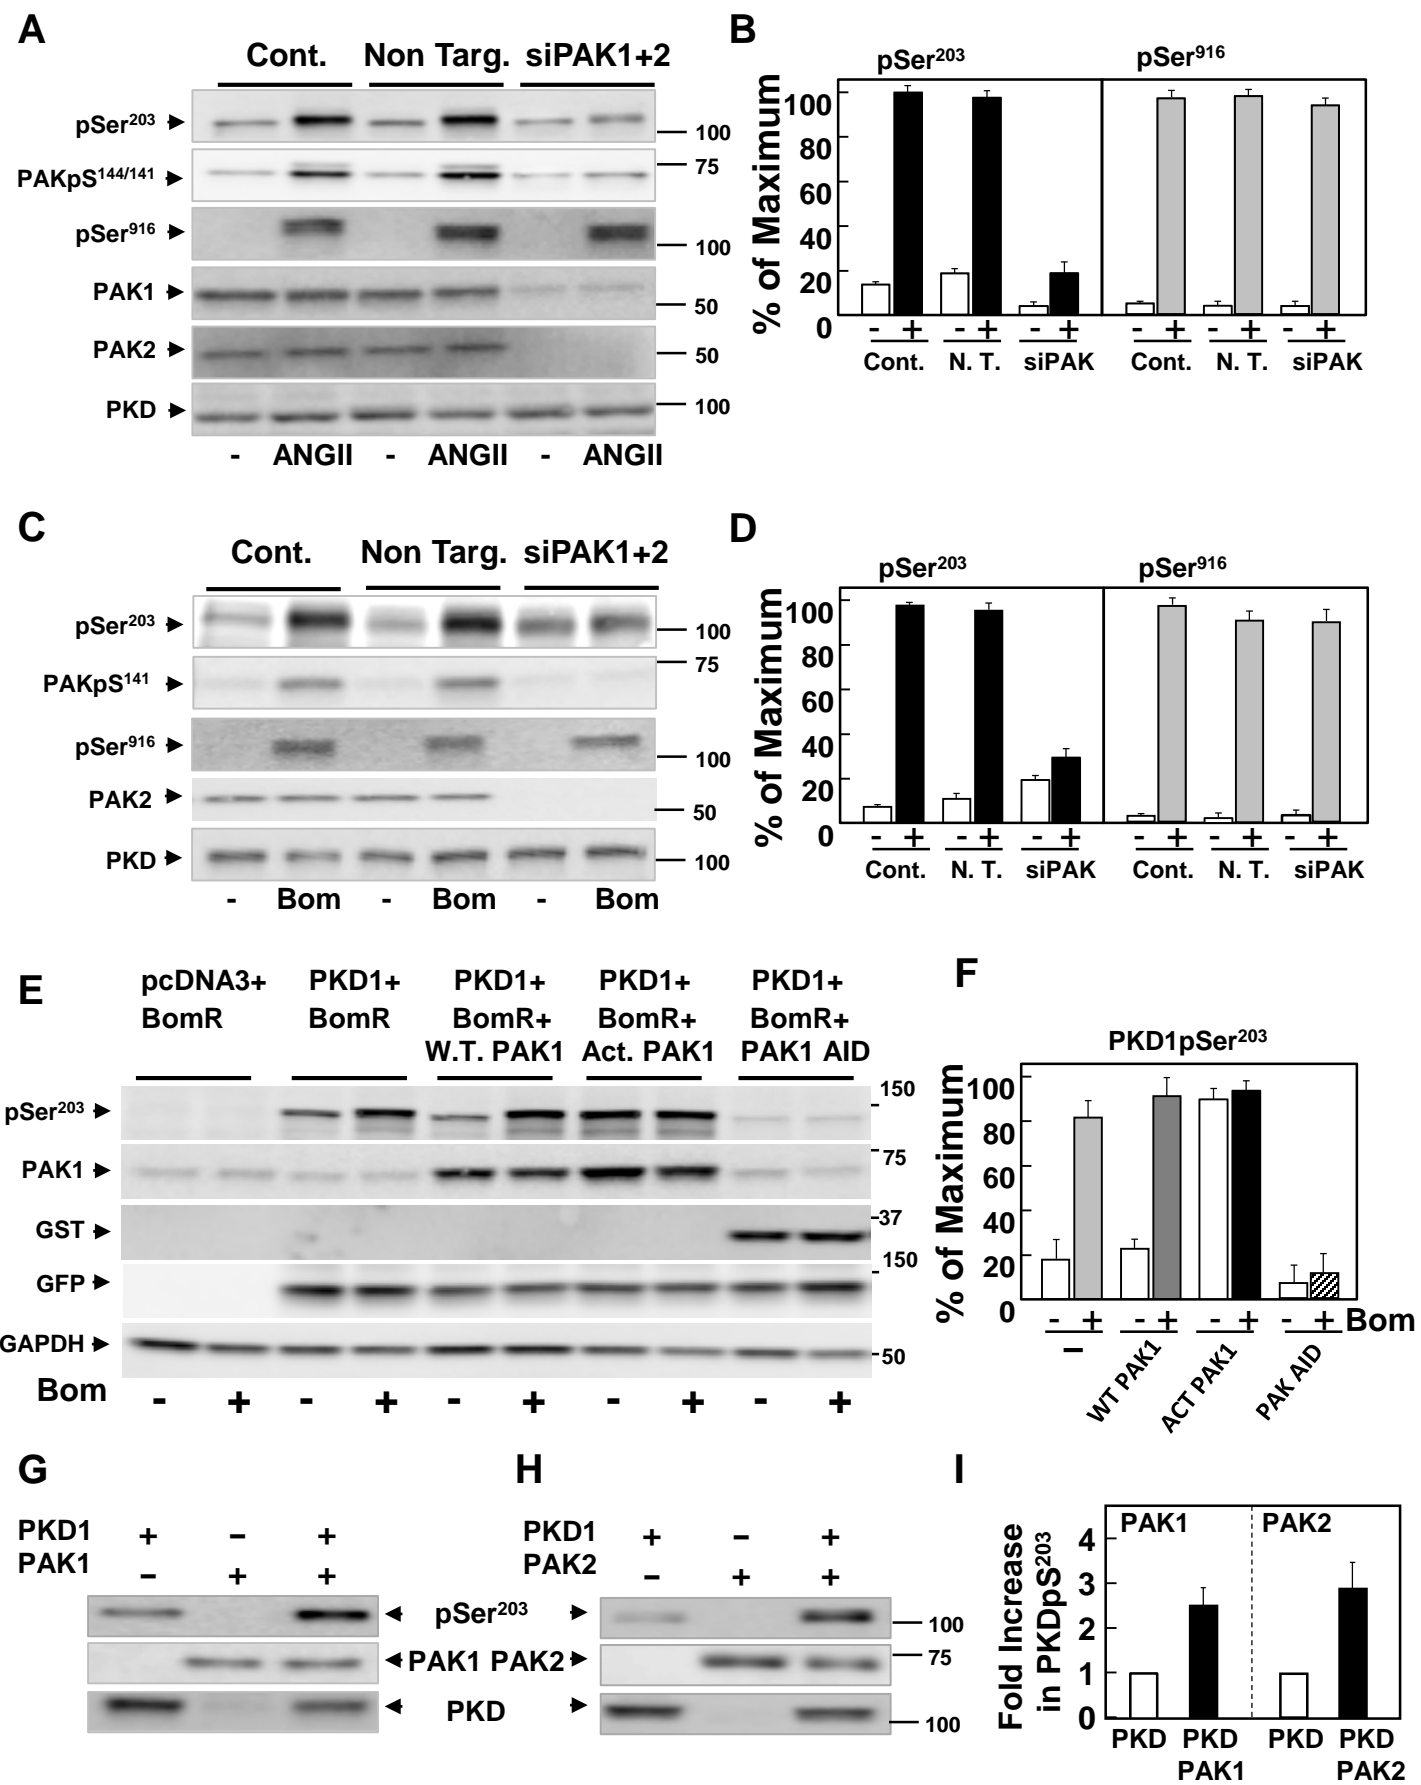 A
Cont. Non Targ. siPAK1+2
pSer203
100
PAKpS144/141
75
pSer916
100
PAK1
50
PAK2
50
PKD
100
- ANGII - ANGII - ANGII
B
pSer203 pSer916
% of Maximum
100
80
60
40
20
0
- + - + - + - + - + - +
Cont. N. T. siPAK Cont. N. T. siPAK
C
Cont. Non Targ. siPAK1+2
pSer203
100
PAKpS141
75
pSer916
100
PAK2
50
PKD
100
- Bom - Bom - Bom
D
pSer203 pSer916
% of Maximum
100
80
60
40
20
0
- + - + - + - + - + - +
Cont. N. T. siPAK Cont. N. T. siPAK
E
pcDNA3+ PKD1+ PKD1+ PKD1+ PKD1+
BomR BomR BomR+ BomR+ BomR+
W.T. PAK1 Act. PAK1 PAK1 AID
pSer203
150
PAK1
75
GST
37
GFP
150
GAPDH
50
Bom - + - + - + - + - +
F
PKD1pSer203
% of Maximum
100
80
60
40
20
0
- + - + - + - + Bom
– WT PAK1 ACT PAK1 PAK AID
G
PKD1 + – +
PAK1 – + +
H
PKD1 + – +
PAK2 – + +
pSer203
100
PAK1 PAK2
75
PKD
100
I
Fold Increase
in PKDpS203
PAK1 PAK2
4
3
2
1
0
PKD PKD PKD PKD
PAK1 PAK2